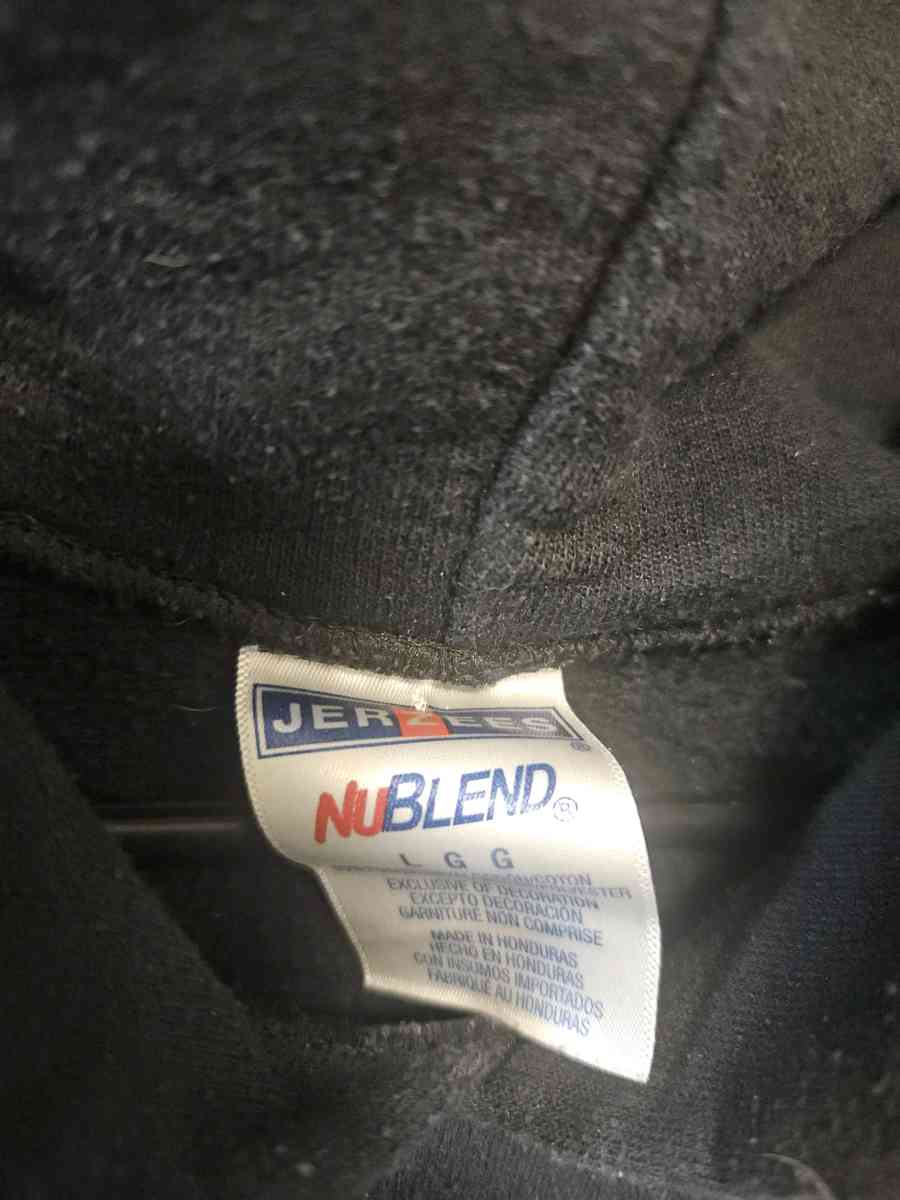 JERZEES®
NUBLEND®
L G G
COTON
EXCLUSIVE OF DECORATION
EXCEPTO DECORACIÓN
GARNITURE NON COMPRISE
MADE IN HONDURAS
HECHO EN HONDURAS
CON INSUMOS IMPORTADOS
FABRIQUÉ AU HONDURAS